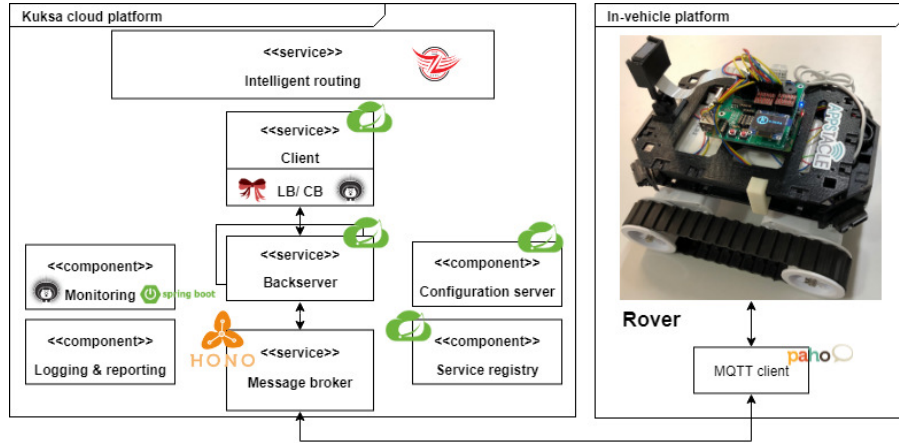 Kuksa cloud platform
<<service>>
Intelligent routing
<<service>>
Client
LB/ CB
<<service>>
Backserver
<<component>>
Monitoring
spring boot
<<component>>
Logging & reporting
HONO
<<service>>
Message broker
<<component>>
Configuration server
<<component>>
Service registry
In-vehicle platform
APPSTACLE
Rover
paho
MQTT client